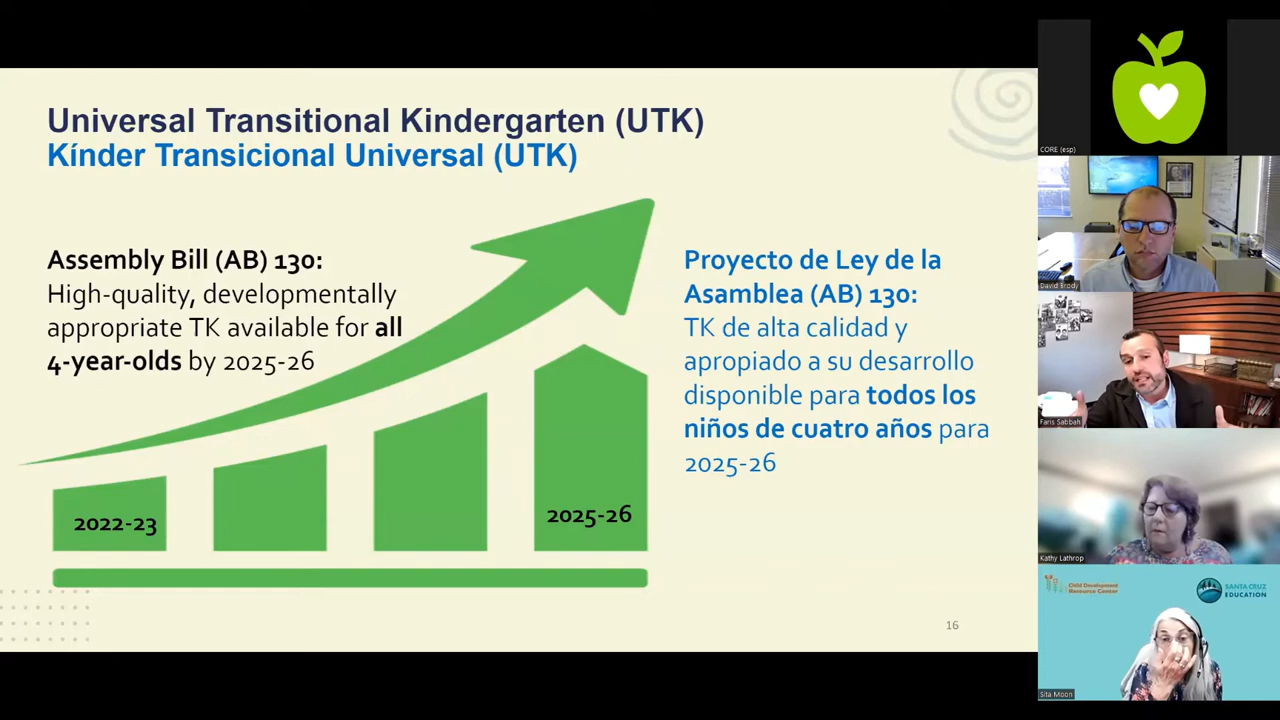 Universal Transitional Kindergarten (UTK)
Kínder Transicional Universal (UTK)
Assembly Bill (AB) 130:
High-quality, developmentally
appropriate TK available for all
4-year-olds by 2025-26
Proyecto de Ley de la
Asamblea (AB) 130:
TK de alta calidad y
apropiado a su desarrollo
disponible para todos los
niños de cuatro años para
2025-26
2022-23
2025-26
16
CORE (esp)
David Brody
Faris Sabbah
Kathy Lathrop
Child Development
Resource Center
SANTA CRUZ
EDUCATION
Sita Moon